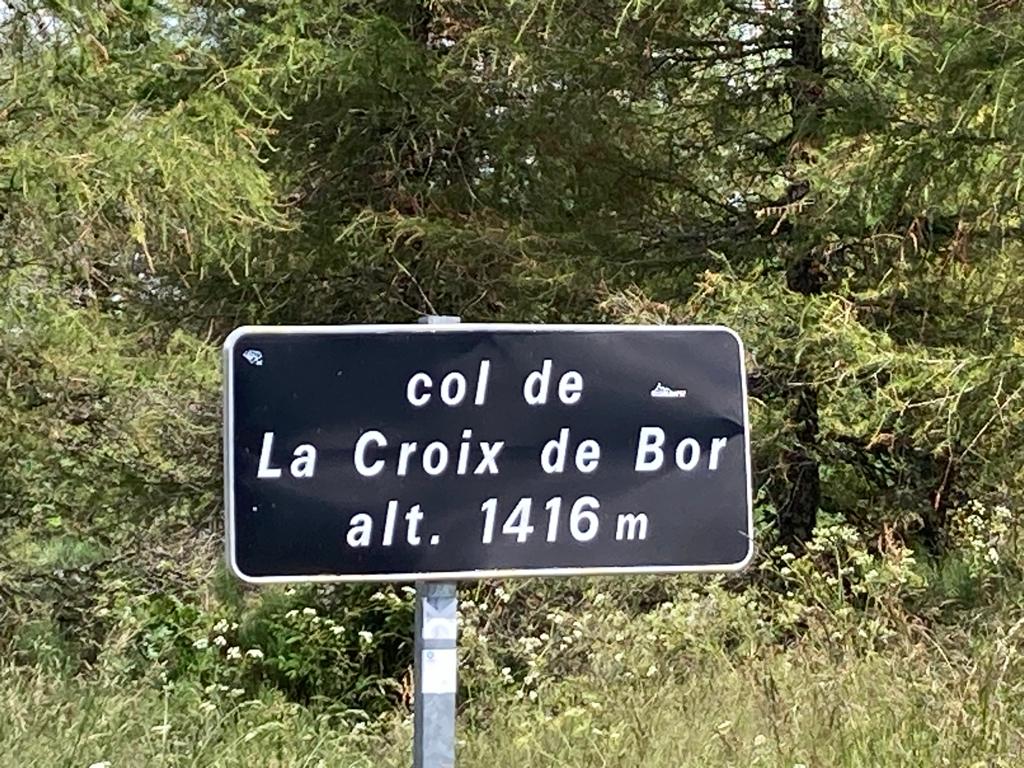 col de
La Croix de Bor
alt. 1416 m